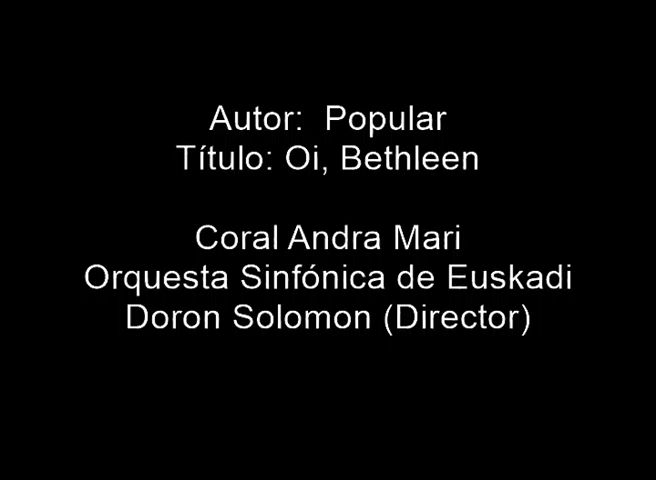 Autor:  Popular
Título: Oi, Bethleen
Coral Andra Mari
Orquesta Sinfónica de Euskadi
Doron Solomon (Director)